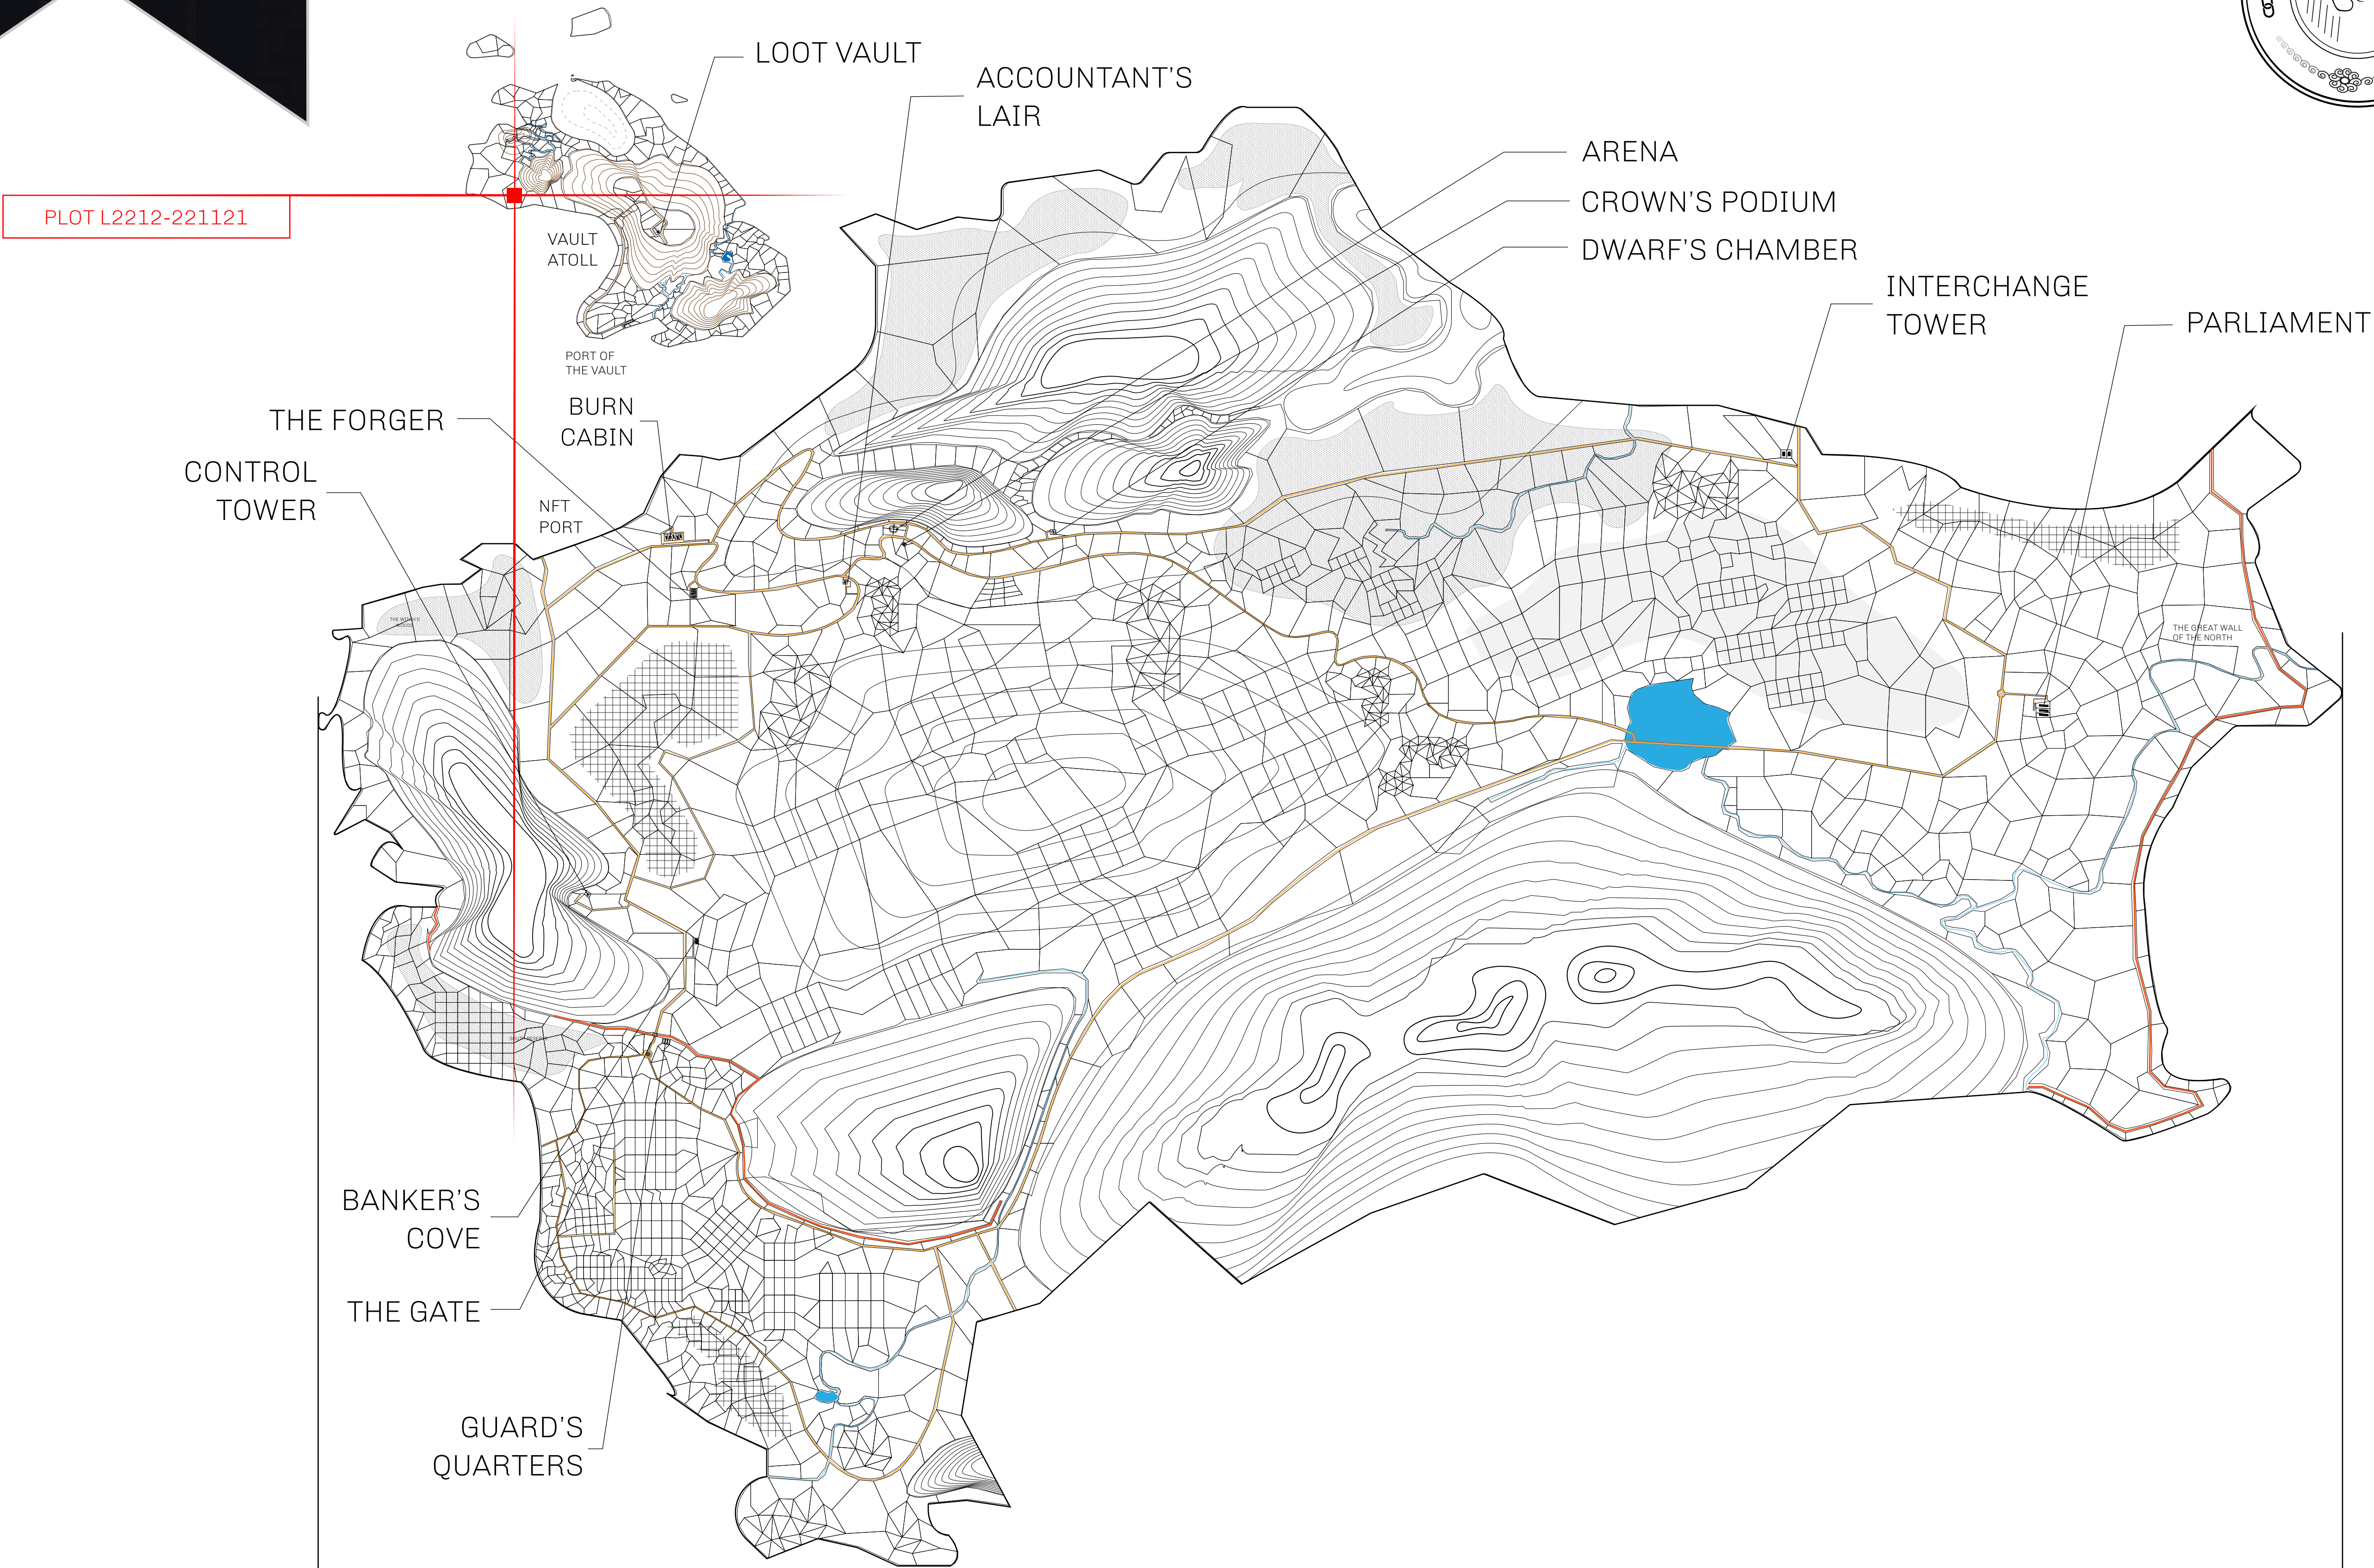 LOOT VAULT
ACCOUNTANT'S
LAIR
ARENA
CROWN'S PODIUM
DWARF'S CHAMBER
PLOT L2212-221121
VAULT
ATOLL
INTERCHANGE
TOWER
PARLIAMENT
PORT OF
THE VAULT
THE FORGER
BURN
CABIN
CONTROL
TOWER
NFT
PORT
THE GREAT WALL
OF THE NORTH
BANKER'S
COVE
THE GATE
GUARD'S
QUARTERS